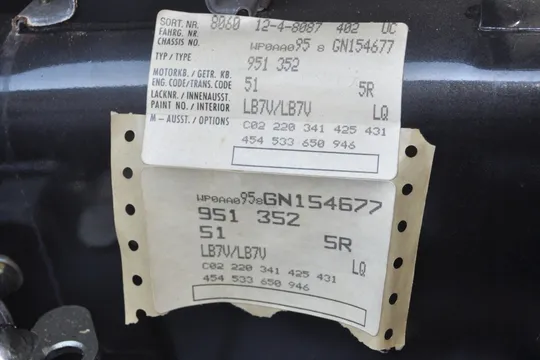 SORT. NR. 8060 12-4-8087 402 UC
FAHRG. NR.
CHASSIS NO. WP0AA095 8 GN154677
TYP / TYPE 951 352
MOTORKB. / GETR. KB.
ENG. CODE/TRANS. CODE 51 5R
LACKNR. / INNENAUSST.
PAINT NO. / INTERIOR LB7V/LB7V LQ
M – AUSST. / OPTIONS C02 220 341 425 431
454 533 650 946
WP0AA0958GN154677
951 352
51 5R
LB7V/LB7V LQ
C02 220 341 425 431
454 533 650 946